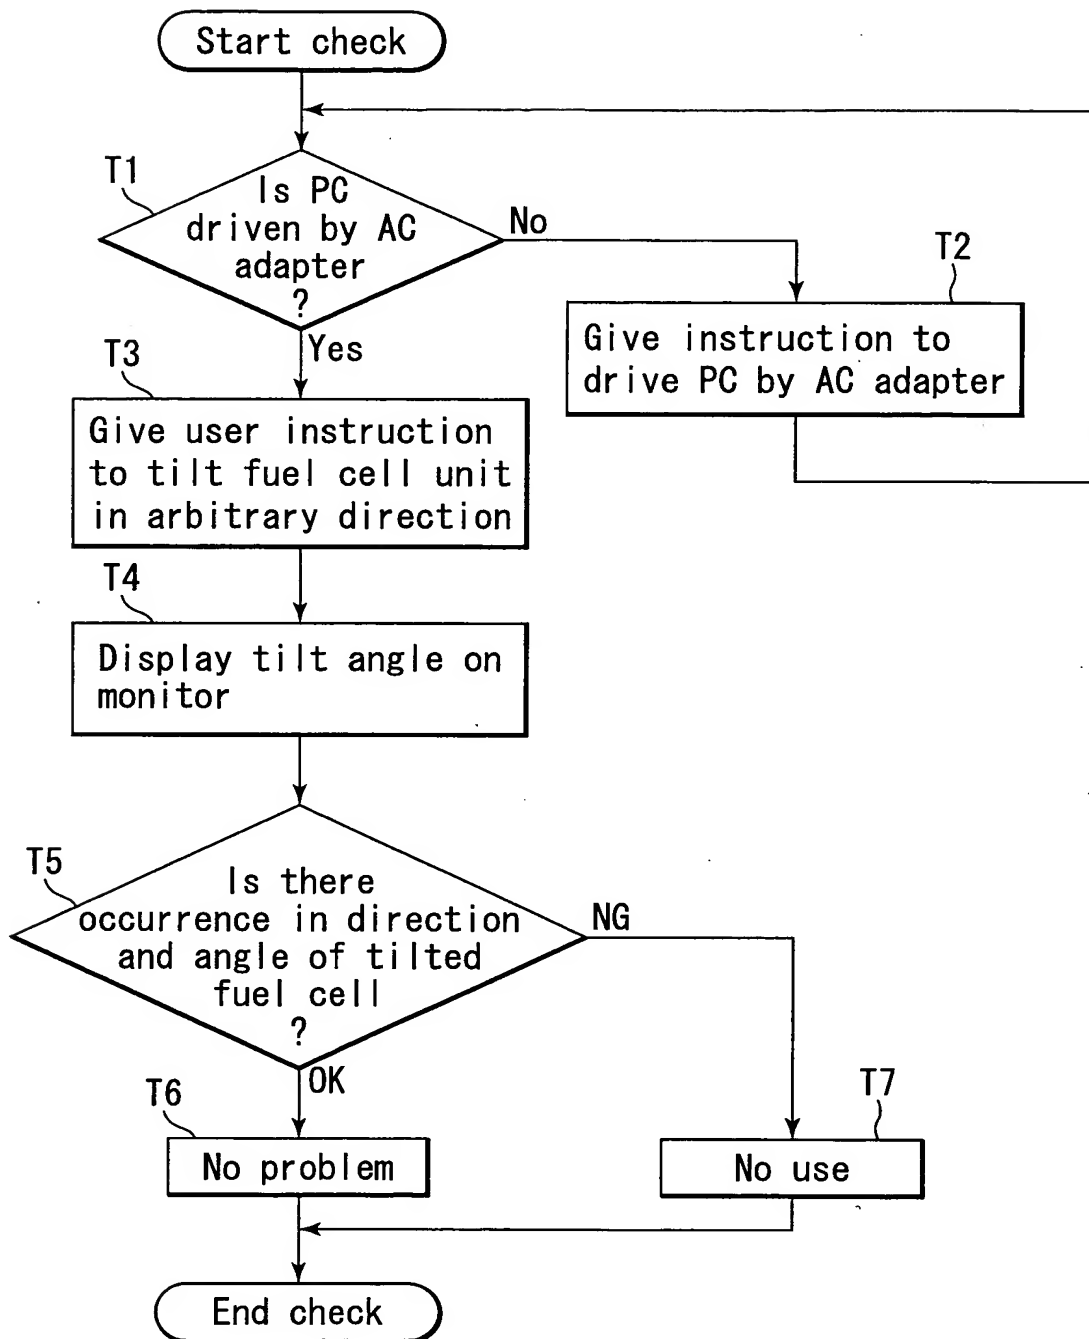 Start check
T1
Is PC
driven by AC
adapter
?
No
Yes
T2
Give instruction to
drive PC by AC adapter
T3
Give user instruction
to tilt fuel cell unit
in arbitrary direction
T4
Display tilt angle on
monitor
T5
Is there
occurrence in direction
and angle of tilted
fuel cell
?
NG
OK
T6
No problem
T7
No use
End check